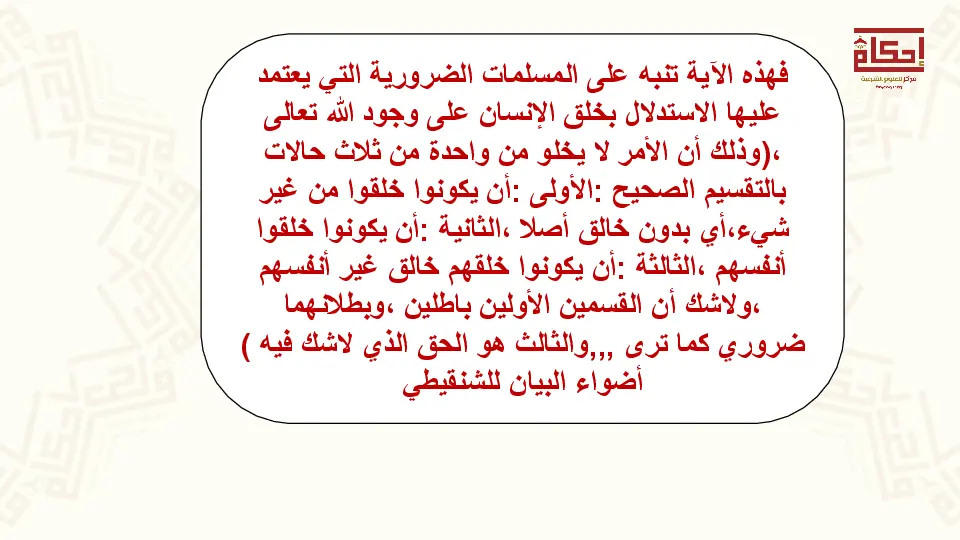 إحكام
مركز للعلوم الشرعية
فهذه الآية تنبه على المسلمات الضرورية التي يعتمد
عليها الاستدلال بخلق الإنسان على وجود الله تعالى
،(وذلك أن الأمر لا يخلو من واحدة من ثلاث حالات
بالتقسيم الصحيح :الأولى :أن يكونوا خلقوا من غير
شيء،أي بدون خالق أصلا ،الثانية :أن يكونوا خلقوا
أنفسهم ،الثالثة :أن يكونوا خلقهم خالق غير أنفسهم
،ولاشك أن القسمين الأولين باطلين ،وبطلانهما
ضروري كما ترى ,,,والثالث هو الحق الذي لاشك فيه )
أضواء البيان للشنقيطي